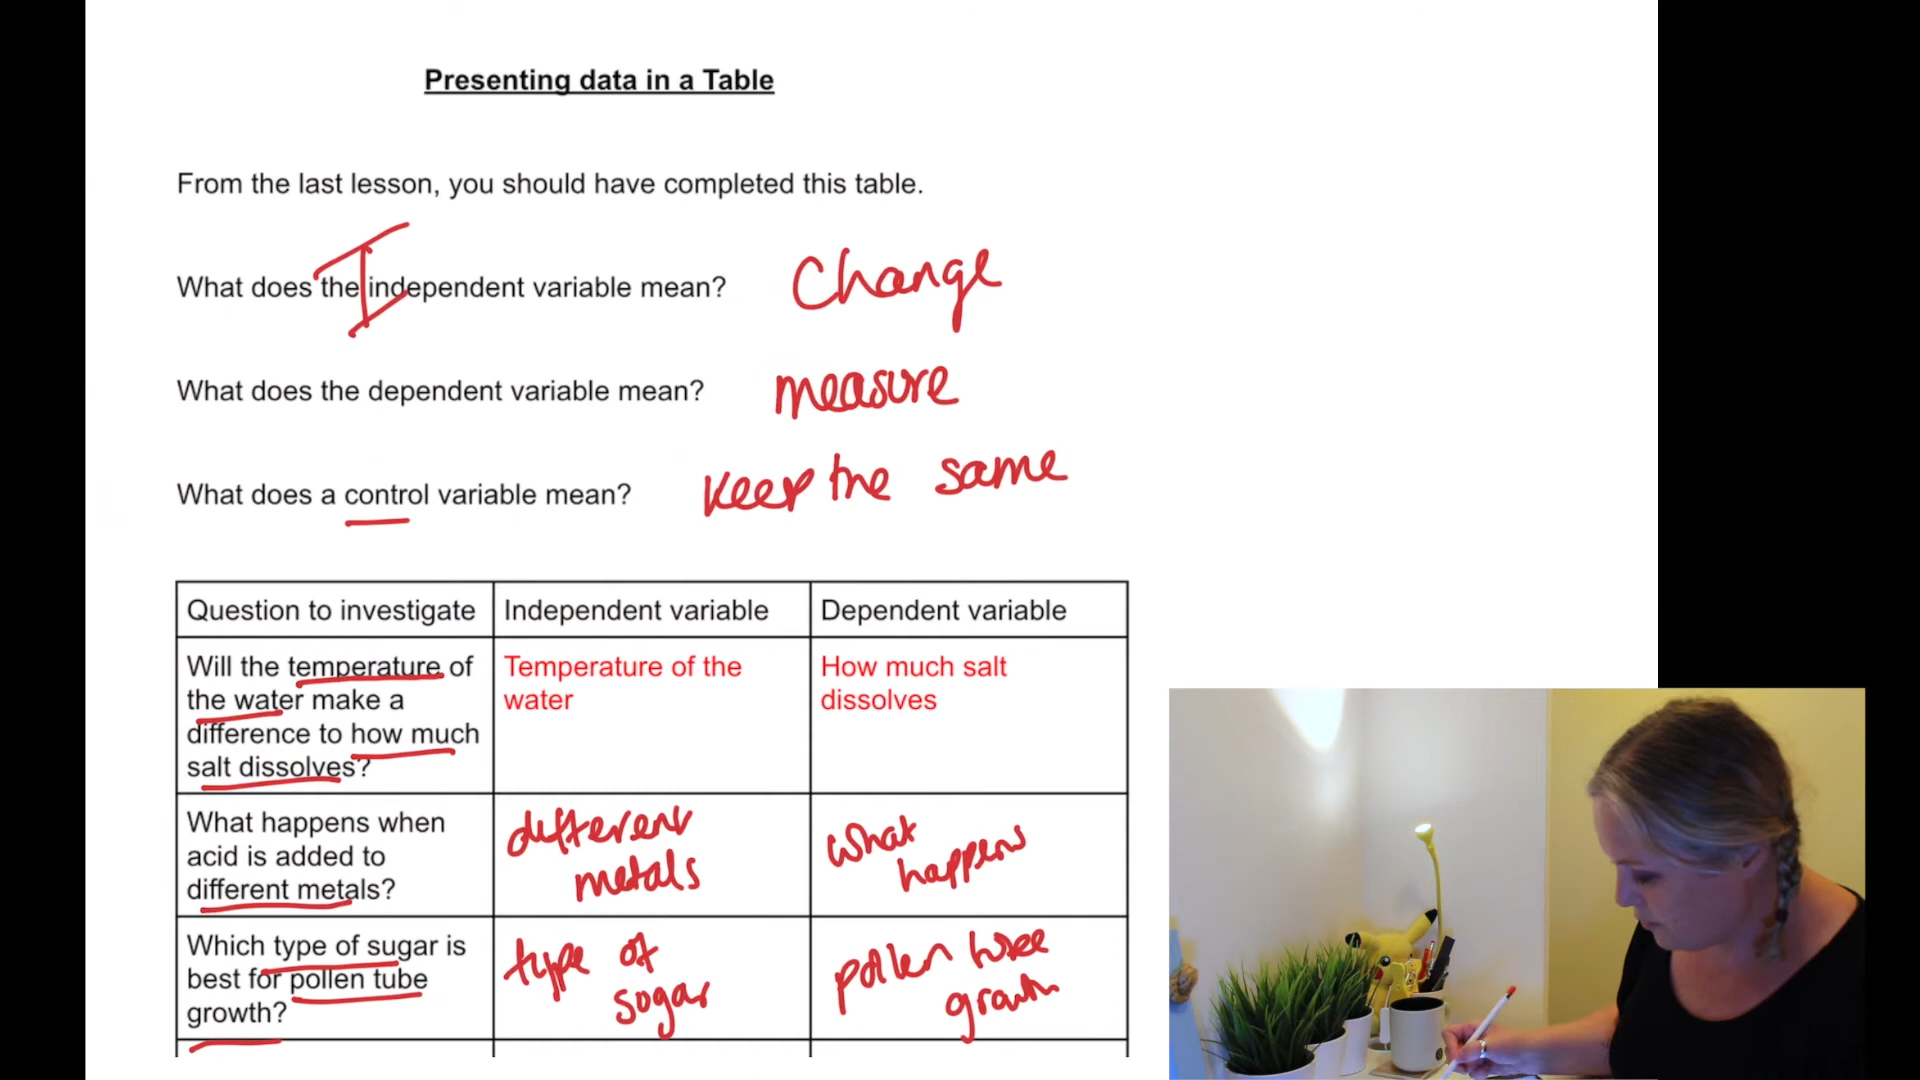 Presenting data in a Table
From the last lesson, you should have completed this table.
What does the independent variable mean? Change
I
What does the dependent variable mean? measure
What does a control variable mean? keep the same
Question to investigate Independent variable Dependent variable
Will the temperature of Temperature of the How much salt
the water make a water dissolves
difference to how much
salt dissolves?
What happens when different what
acid is added to metals happens
different metals?
Which type of sugar is type of pollen tube
best for pollen tube sugar growth
growth?